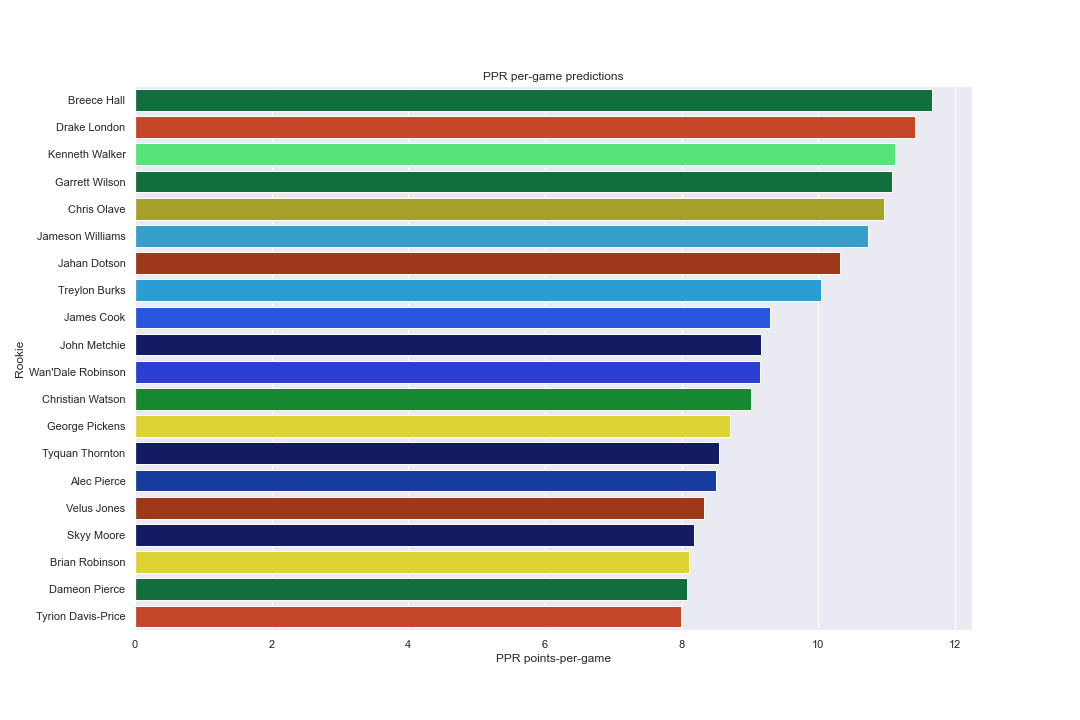 PPR per-game predictions
Breece Hall
Drake London
Kenneth Walker
Garrett Wilson
Chris Olave
Jameson Williams
Jahan Dotson
Treylon Burks
James Cook
John Metchie
Wan'Dale Robinson
Christian Watson
George Pickens
Tyquan Thornton
Alec Pierce
Velus Jones
Skyy Moore
Brian Robinson
Dameon Pierce
Tyrion Davis-Price
Rookie
0 2 4 6 8 10 12
PPR points-per-game